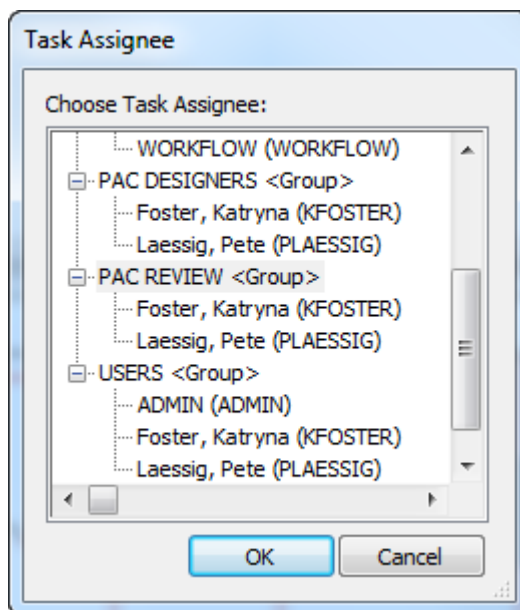 Task Assignee
Choose Task Assignee:
WORKFLOW (WORKFLOW)
PAC DESIGNERS <Group>
Foster, Katryna (KFOSTER)
Laessig, Pete (PLAESSIG)
PAC REVIEW <Group>
Foster, Katryna (KFOSTER)
Laessig, Pete (PLAESSIG)
USERS <Group>
ADMIN (ADMIN)
Foster, Katryna (KFOSTER)
Laessig, Pete (PLAESSIG)
OK Cancel